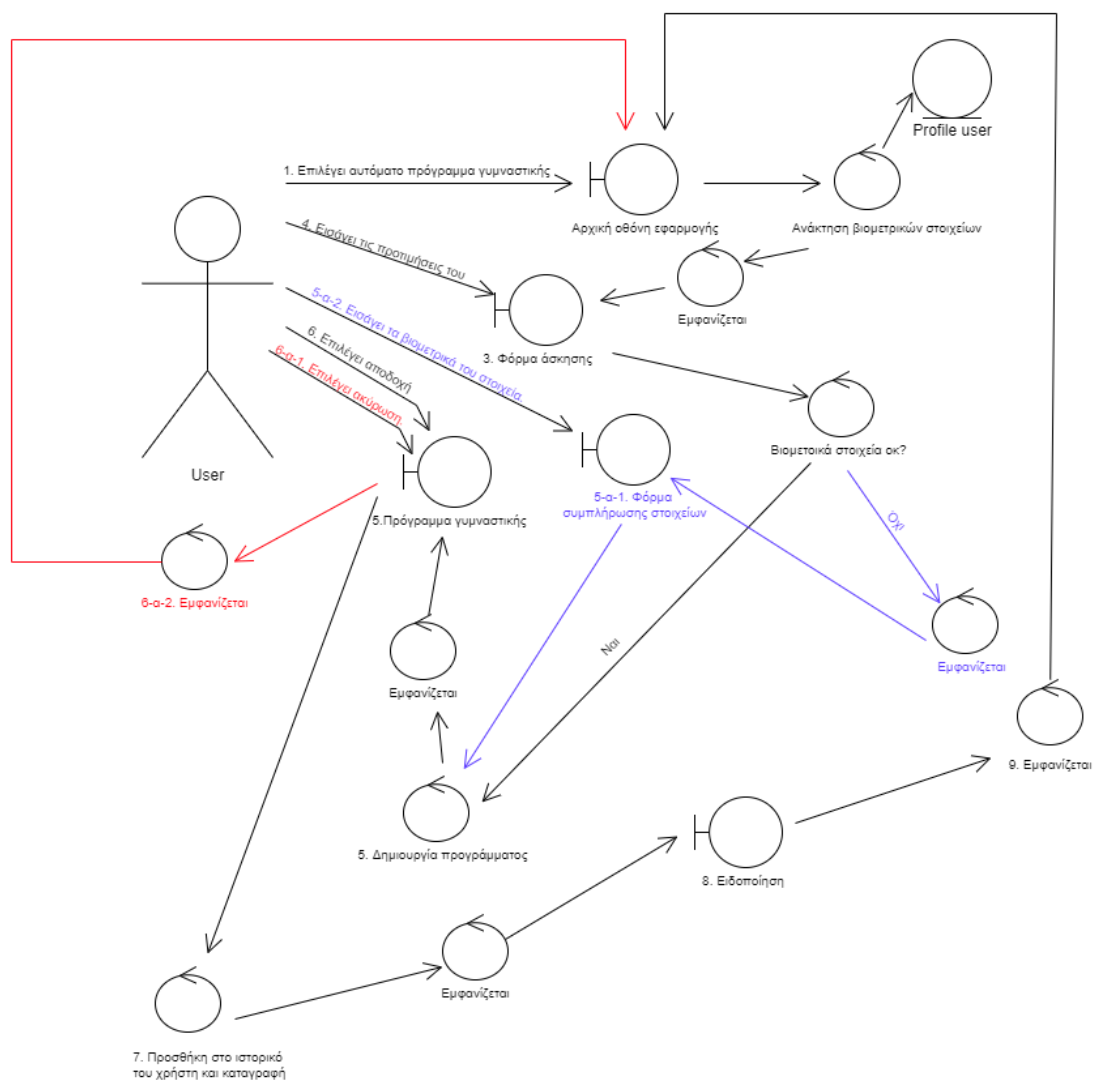 Profile user
1. Επιλέγει αυτόματο πρόγραμμα γυμναστικής
Αρχική οθόνη εφαρμογής
Ανάκτηση βιομετρικών στοιχείων
4. Εισάγει τις προτιμήσεις του
Εμφανίζεται
5-α-2. Εισάγει τα βιομετρικά του στοιχεία.
3. Φόρμα άσκησης
6. Επιλέγει αποδοχή
6-α-1. Επιλέγει ακύρωση.
Βιομετοικά στοιχεία οκ?
User
5-α-1. Φόρμα
συμπλήρωσης στοιχείων
5.Πρόγραμμα γυμναστικής
Όχι
6-α-2. Εμφανίζεται
Ναι
Εμφανίζεται
Εμφανίζεται
9. Εμφανίζεται
5. Δημιουργία προγράμματος
8. Ειδοποίηση
Εμφανίζεται
7. Προσθήκη στο ιστορικό
του χρήστη και καταγραφή